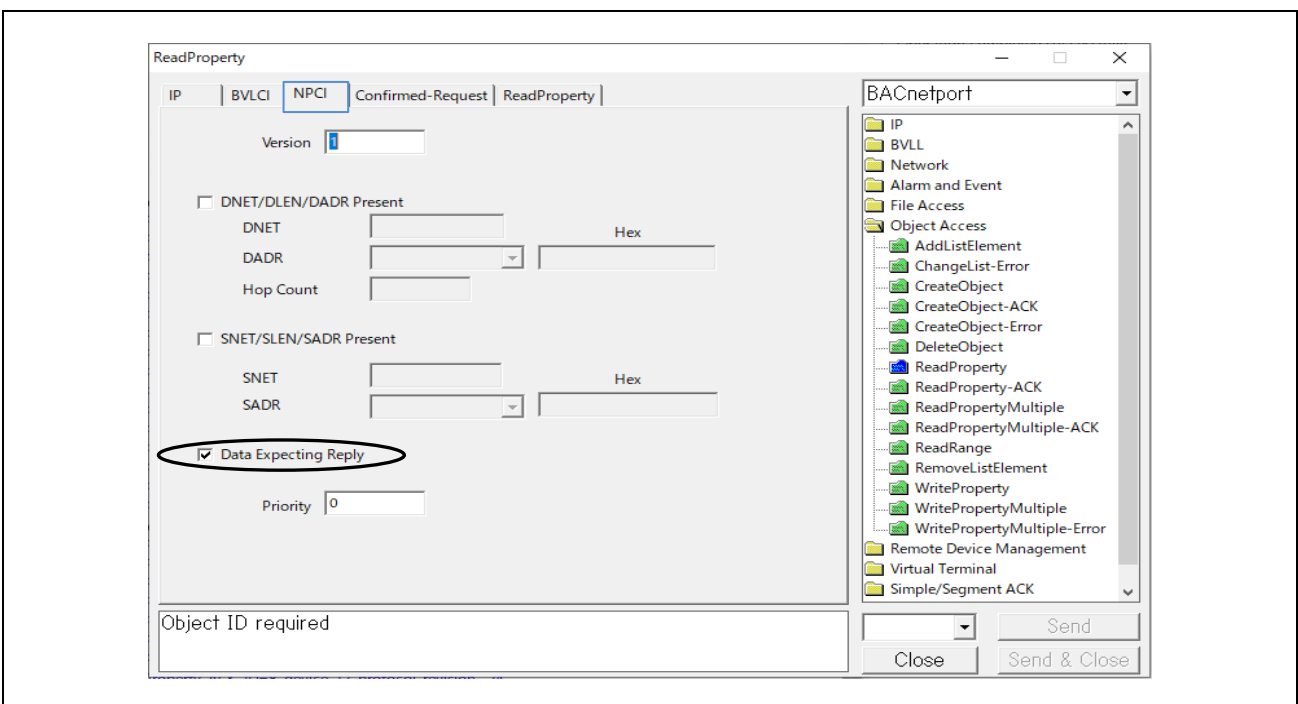 ReadProperty
IP BVLCI NPCI Confirmed-Request ReadProperty
Version 1
DNET/DLEN/DADR Present
DNET Hex
DADR
Hop Count
SNET/SLEN/SADR Present
SNET Hex
SADR
Data Expecting Reply
Priority 0
Object ID required
BACnetport
IP
BVLL
Network
Alarm and Event
File Access
Object Access
AddListElement
ChangeList-Error
CreateObject
CreateObject-ACK
CreateObject-Error
DeleteObject
ReadProperty
ReadProperty-ACK
ReadPropertyMultiple
ReadPropertyMultiple-ACK
ReadRange
RemoveListElement
WriteProperty
WritePropertyMultiple
WritePropertyMultiple-Error
Remote Device Management
Virtual Terminal
Simple/Segment ACK
Send
Close Send & Close